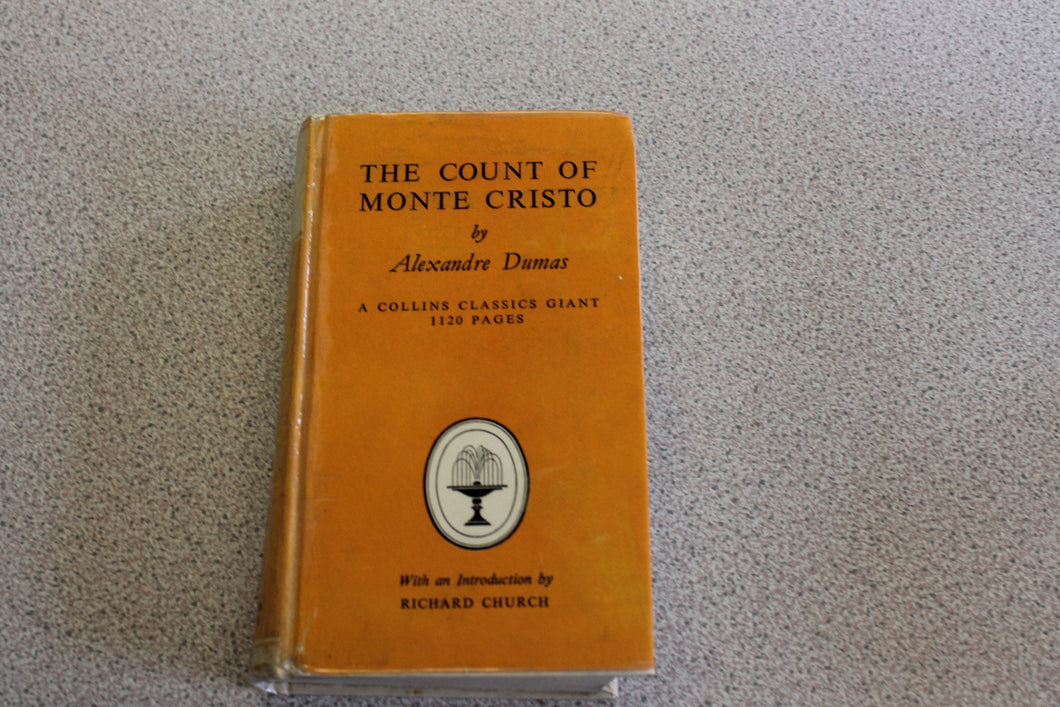 THE COUNT OF
MONTE CRISTO
by
Alexandre Dumas
A COLLINS CLASSICS GIANT
1120 PAGES
With an Introduction by
RICHARD CHURCH